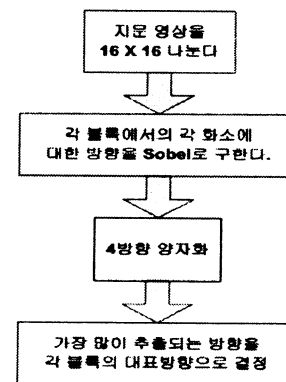 지문 영상을
16 X 16 나눈다
각 블록에서의 각 화소에
대한 방향을 Sobel로 구한다.
4방향 양자화
가장 많이 추출되는 방향을
각 블록의 대표방향으로 결정